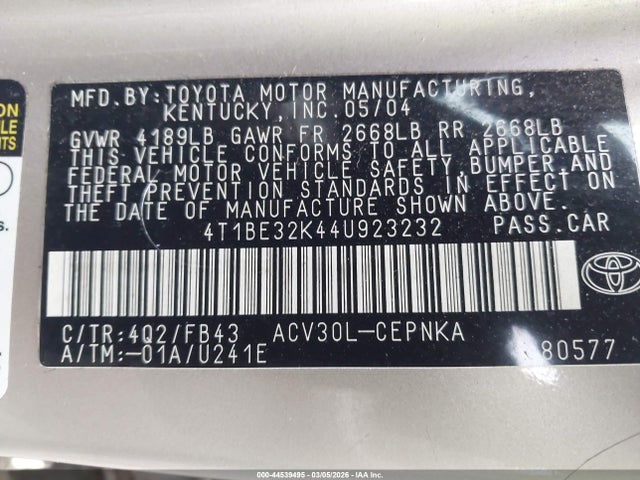 MFD.BY:TOYOTA MOTOR MANUFACTURING,
KENTUCKY,INC.05/04
GVWR 4189LB GAWR FR 2668LB RR 2668LB
THIS VEHICLE CONFORMS TO ALL APPLICABLE
FEDERAL MOTOR VEHICLE SAFETY,BUMPER AND
THEFT PREVENTION STANDARDS IN EFFECT ON
THE DATE OF MANUFACTURE SHOWN ABOVE.
4T1BE32K44U923232 PASS.CAR
C/TR:4Q2/FB43 ACV30L-CEPNKA
A/TM:-01A/U241E 80577
TOYOTA
000-44539495 - 03/05/2026 - IAA Inc.